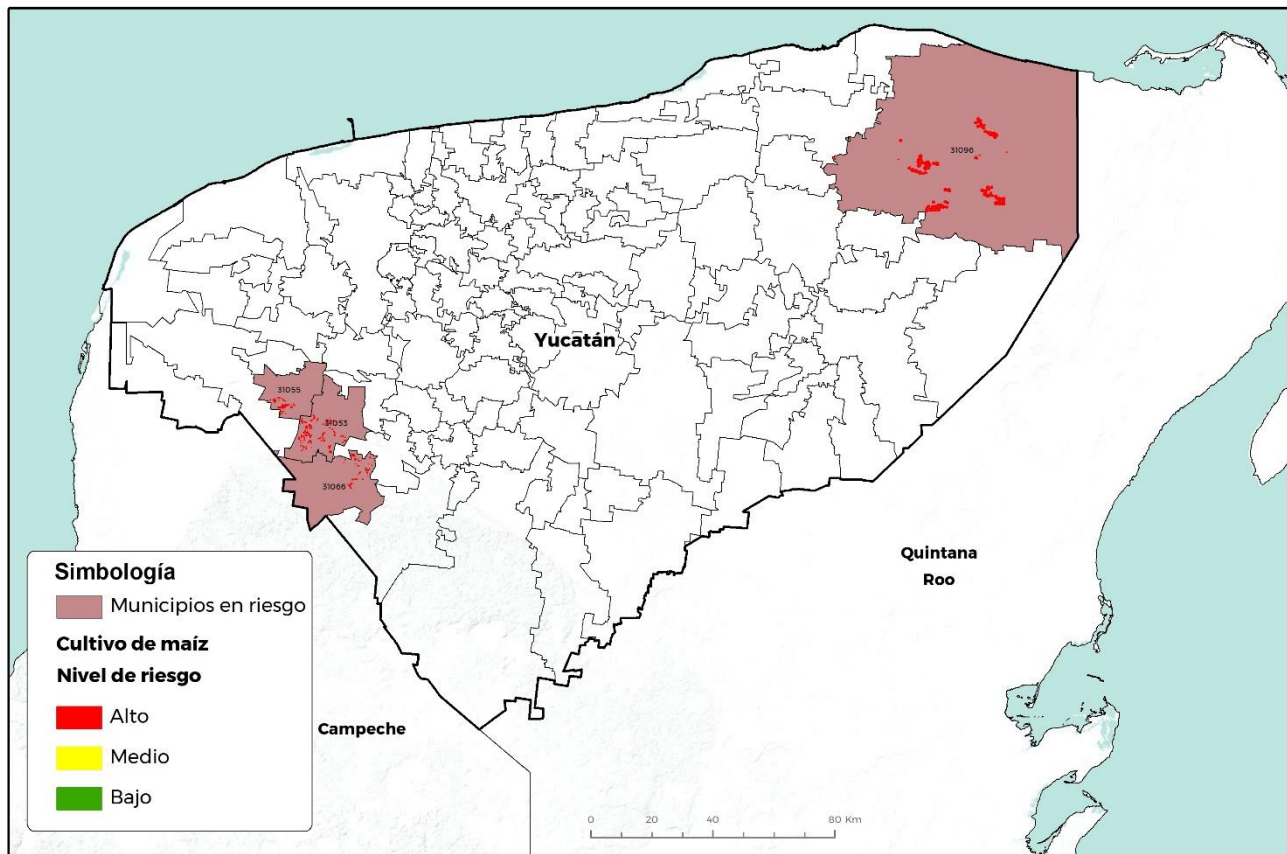 31096
Yucatán
31055
31053
31066
Quintana
Roo
Campeche
Simbología
Municipios en riesgo
Cultivo de maíz
Nivel de riesgo
Alto
Medio
Bajo
0 20 40 80 Km